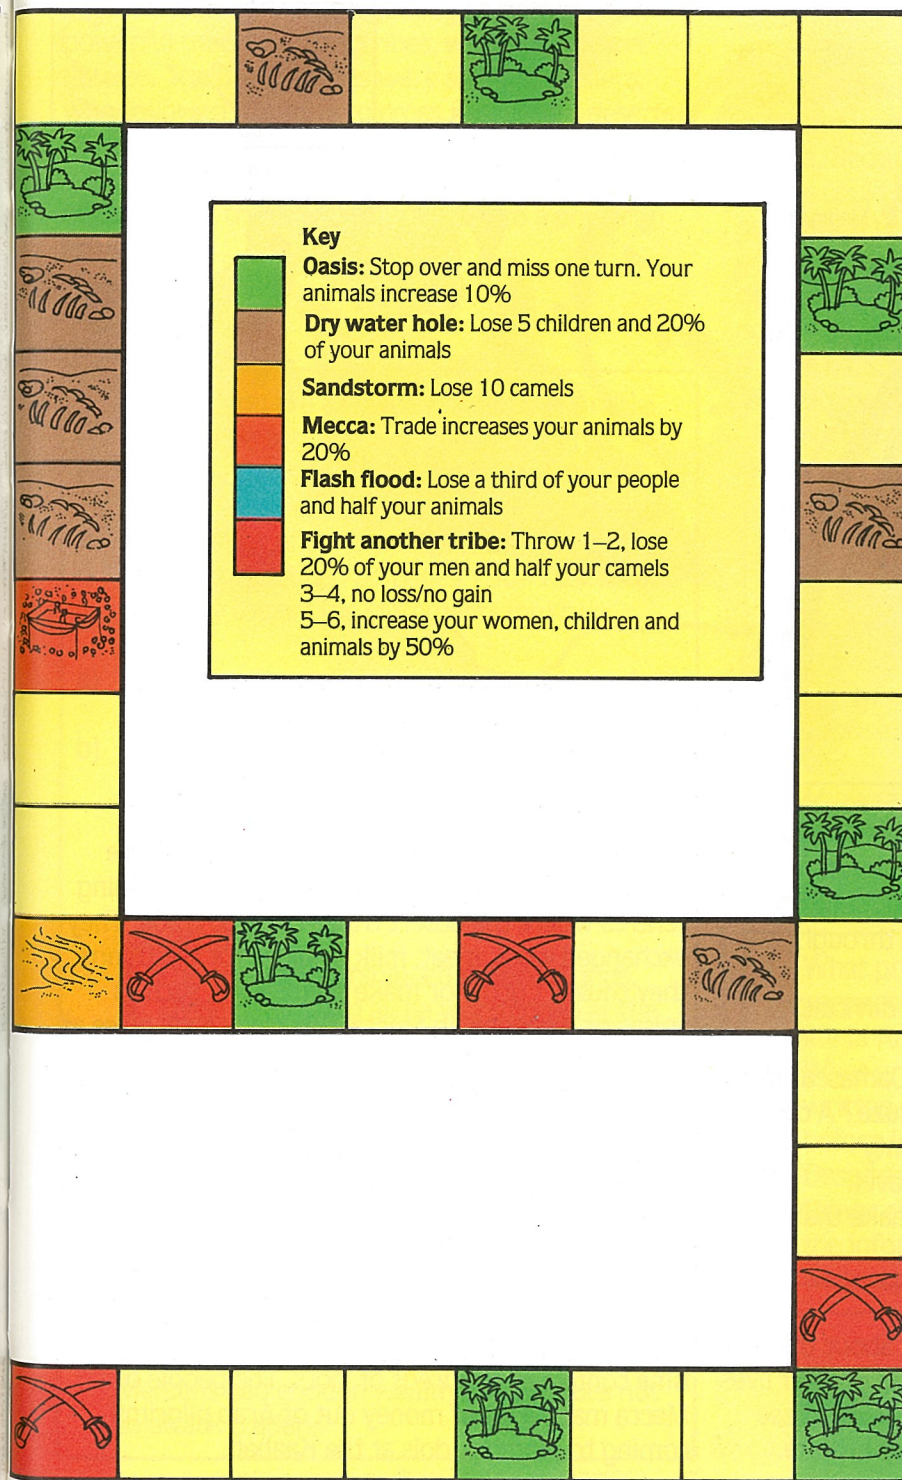 Key
Oasis: Stop over and miss one turn. Your
animals increase 10%
Dry water hole: Lose 5 children and 20%
of your animals
Sandstorm: Lose 10 camels
Mecca: Trade increases your animals by
20%
Flash flood: Lose a third of your people
and half your animals
Fight another tribe: Throw 1–2, lose
20% of your men and half your camels
3–4, no loss/no gain
5–6, increase your women, children and
animals by 50%